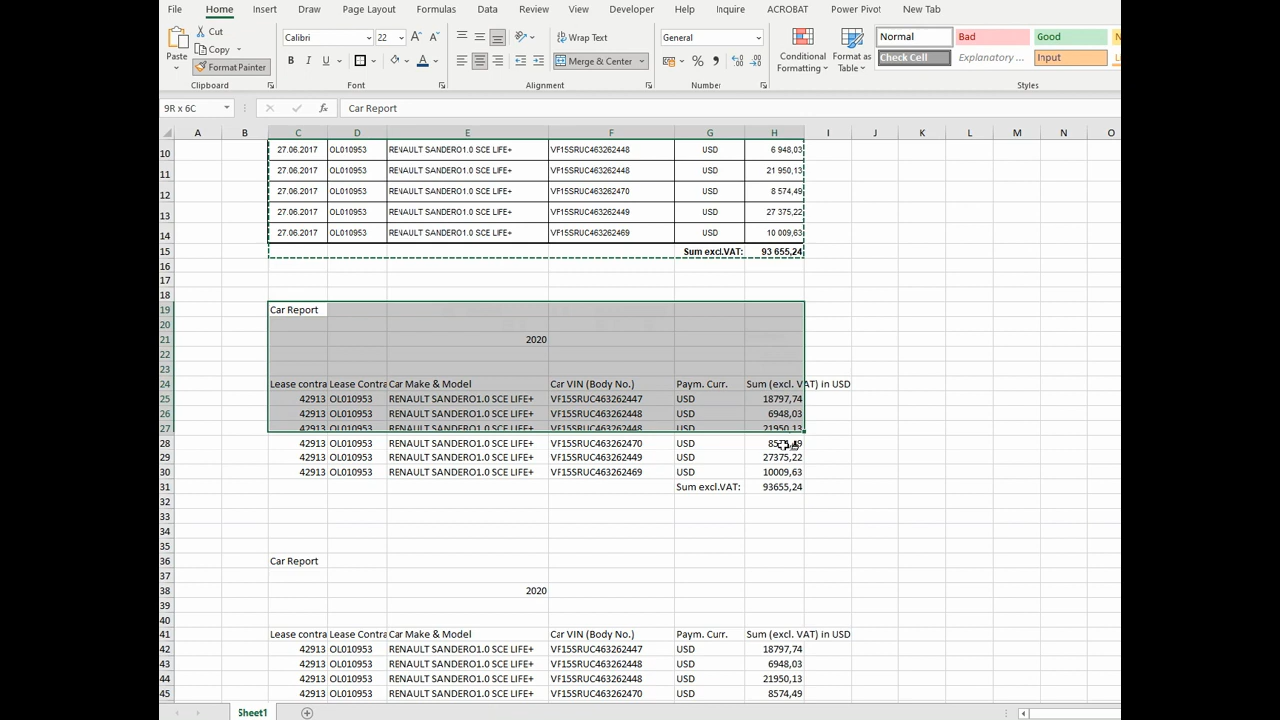 File Home Insert Draw Page Layout Formulas Data Review View Developer Help Inquire ACROBAT Power Pivot New Tab
Paste Cut Copy Format Painter Clipboard
Calibri 22 B I U A Font
Wrap Text Merge & Center Alignment
General % Number
Conditional Formatting Format as Table
Normal Bad Good
Check Cell Explanatory ... Input
Styles
9R x 6C fx Car Report
A B C D E F G H I J K L M N O
10 27.06.2017 OL010953 RENAULT SANDERO1.0 SCE LIFE+ VF15SRUC463262448 USD 6 948,03
11 27.06.2017 OL010953 RENAULT SANDERO1.0 SCE LIFE+ VF15SRUC463262448 USD 21 950,13
12 27.06.2017 OL010953 RENAULT SANDERO1.0 SCE LIFE+ VF15SRUC463262470 USD 8 574,49
13 27.06.2017 OL010953 RENAULT SANDERO1.0 SCE LIFE+ VF15SRUC463262449 USD 27 375,22
14 27.06.2017 OL010953 RENAULT SANDERO1.0 SCE LIFE+ VF15SRUC463262469 USD 10 009,63
15 Sum excl.VAT: 93 655,24
16
17
18
19 Car Report
20
21 2020
22
23
24 Lease contra Lease Contra Car Make & Model Car VIN (Body No.) Paym. Curr. Sum (excl. VAT) in USD
25 42913 OL010953 RENAULT SANDERO1.0 SCE LIFE+ VF15SRUC463262447 USD 18797,74
26 42913 OL010953 RENAULT SANDERO1.0 SCE LIFE+ VF15SRUC463262448 USD 6948,03
27 42913 OL010953 RENAULT SANDERO1.0 SCE LIFE+ VF15SRUC463262448 USD 21950,13
28 42913 OL010953 RENAULT SANDERO1.0 SCE LIFE+ VF15SRUC463262470 USD
29 42913 OL010953 RENAULT SANDERO1.0 SCE LIFE+ VF15SRUC463262449 USD 27375,22
30 42913 OL010953 RENAULT SANDERO1.0 SCE LIFE+ VF15SRUC463262469 USD 10009,63
31 Sum excl.VAT: 93655,24
32
33
34
35
36 Car Report
37
38 2020
39
40
41 Lease contra Lease Contra Car Make & Model Car VIN (Body No.) Paym. Curr. Sum (excl. VAT) in USD
42 42913 OL010953 RENAULT SANDERO1.0 SCE LIFE+ VF15SRUC463262447 USD 18797,74
43 42913 OL010953 RENAULT SANDERO1.0 SCE LIFE+ VF15SRUC463262448 USD 6948,03
44 42913 OL010953 RENAULT SANDERO1.0 SCE LIFE+ VF15SRUC463262448 USD 21950,13
45 42913 OL010953 RENAULT SANDERO1.0 SCE LIFE+ VF15SRUC463262470 USD 8574,49
Sheet1